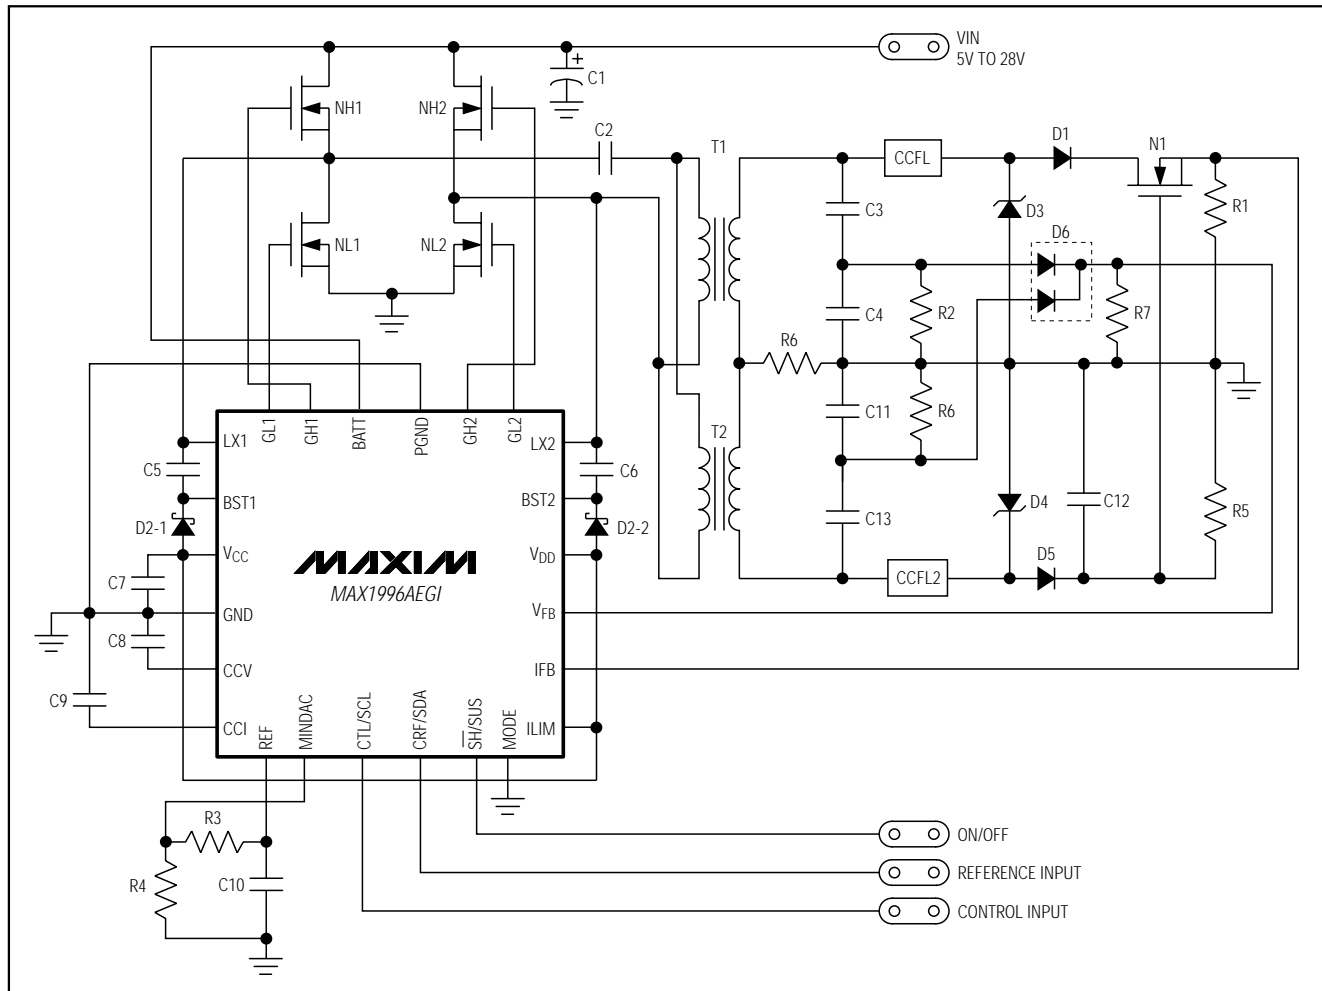 VIN
5V TO 28V
+
C1
NH1
NH2
C2
T1
CCFL
D1
N1
C3
D3
R1
NL1
NL2
D6
C4
R2
R7
R6
C11
R6
T2
GL1
GH1
BATT
PGND
GH2
GL2
LX1
LX2
C5
C6
BST1
BST2
D2-1
D2-2
C13
D4
C12
R5
VCC
VDD
MAXIM
MAX1996AEGI
C7
CCFL2
D5
GND
VFB
C8
CCV
IFB
C9
CCI
ILIM
REF
MINDAC
CTL/SCL
CRF/SDA
SH/SUS
MODE
R3
ON/OFF
R4
C10
REFERENCE INPUT
CONTROL INPUT